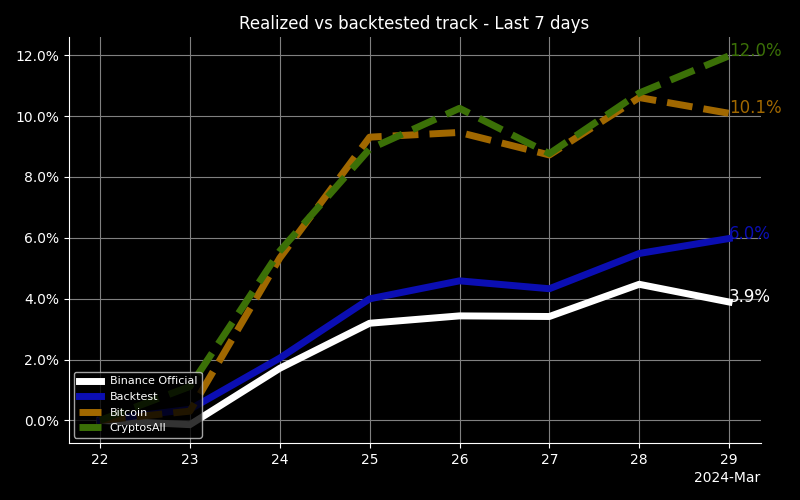 Realized vs backtested track - Last 7 days
12.0%
10.0%
8.0%
6.0%
4.0%
2.0%
0.0%
12.0%
10.1%
6.0%
3.9%
Binance Official
Backtest
Bitcoin
CryptosAll
22 23 24 25 26 27 28 29
2024-Mar